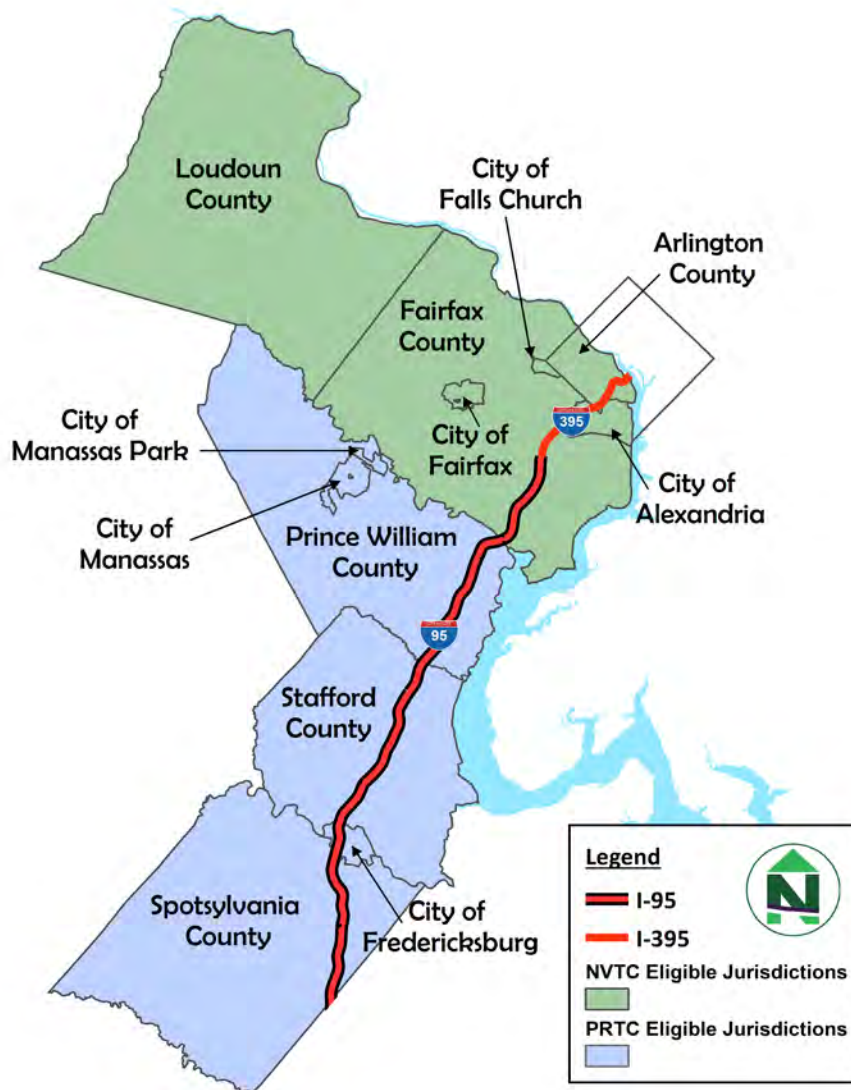 Loudoun
County
City of
Falls Church
Arlington
County
Fairfax
County
395
City of
Manassas Park
City of
Fairfax
City of
Alexandria
City of
Manassas
Prince William
County
95
Stafford
County
Spotsylvania
County
City of
Fredericksburg
Legend
N
I-95
I-395
NVTC Eligible Jurisdictions
PRTC Eligible Jurisdictions